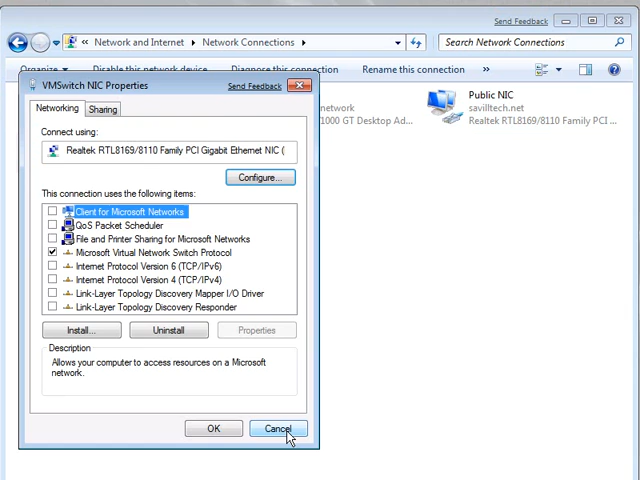 Send Feedback
Network and Internet
Network Connections
Search Network Connections
Organize
Disable this network device
Diagnose this connection
Rename this connection
»
VMSwitch NIC Properties
Send Feedback
Networking
Sharing
Connect using:
Realtek RTL8169/8110 Family PCI Gigabit Ethernet NIC (
Configure...
This connection uses the following items:
Client for Microsoft Networks
QoS Packet Scheduler
File and Printer Sharing for Microsoft Networks
Microsoft Virtual Network Switch Protocol
Internet Protocol Version 6 (TCP/IPv6)
Internet Protocol Version 4 (TCP/IPv4)
Link-Layer Topology Discovery Mapper I/O Driver
Link-Layer Topology Discovery Responder
Install...
Uninstall
Properties
Description
Allows your computer to access resources on a Microsoft
network.
OK
Cancel
network
1000 GT Desktop Ad...
Public NIC
savilltech.net
Realtek RTL8169/8110 Family PCI ...